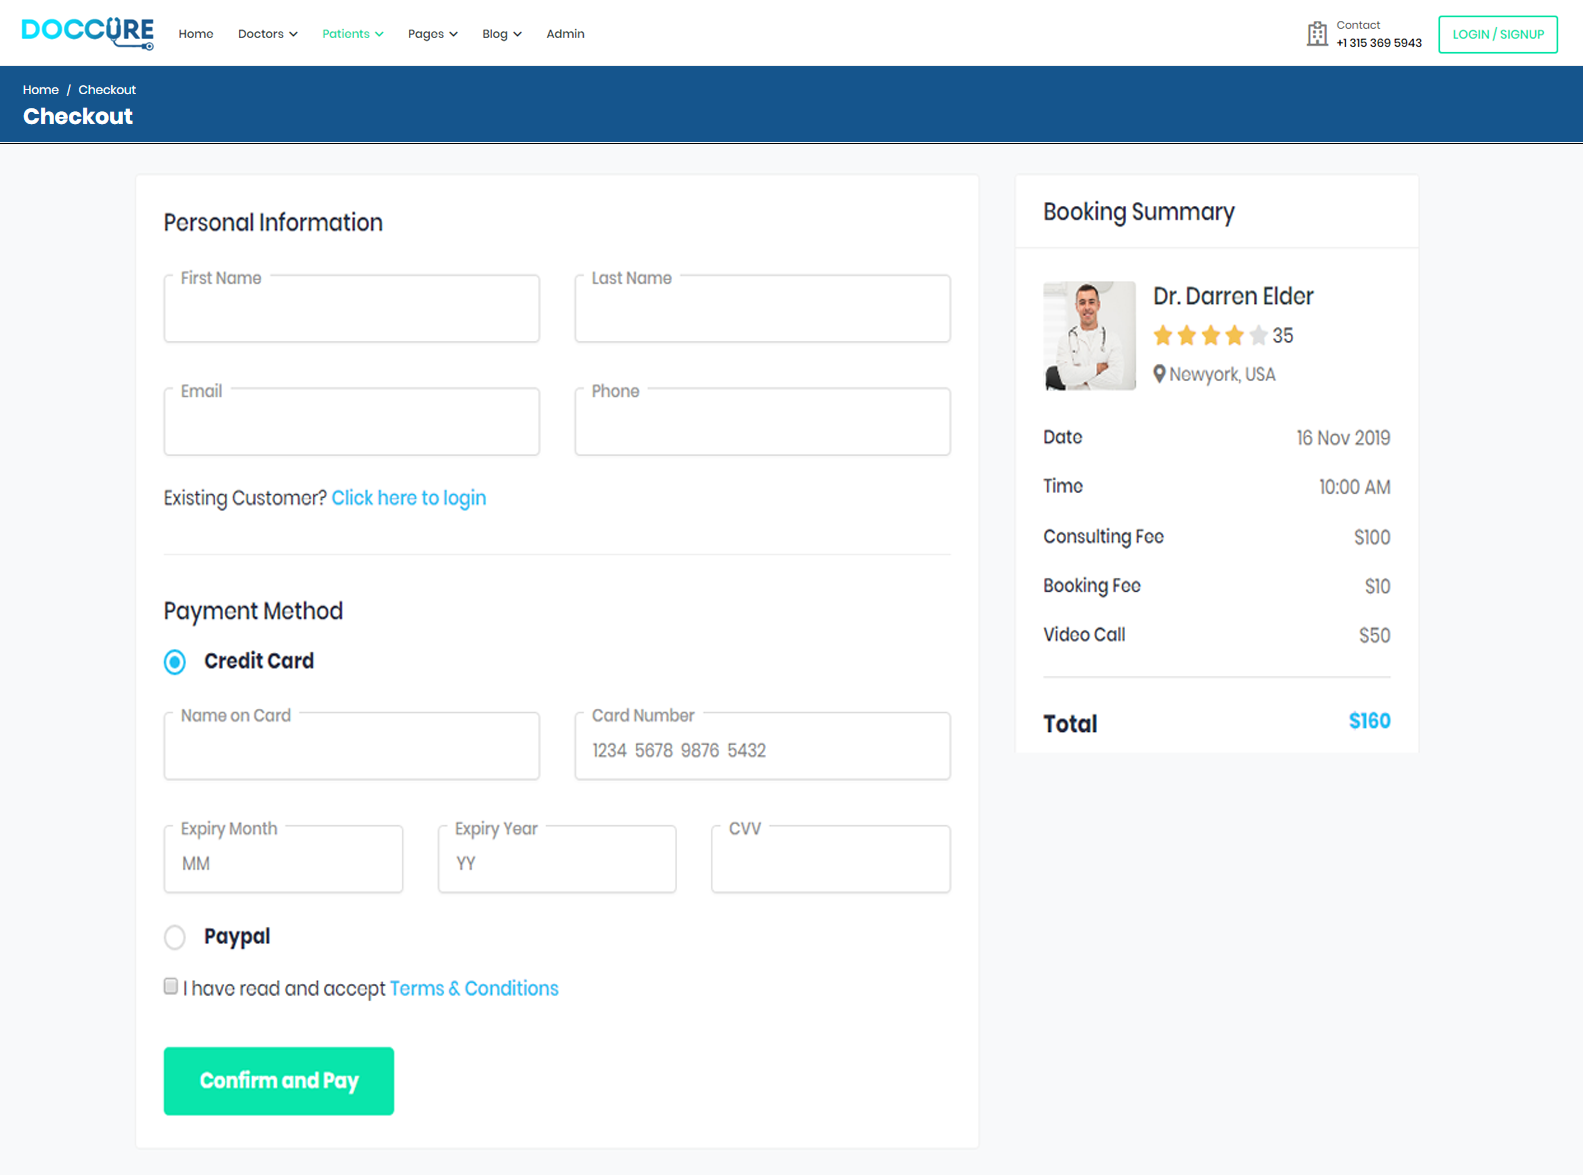 DOCCURE Home Doctors Patients Pages Blog Admin
Contact
+1 315 369 5943
LOGIN / SIGNUP
Home / Checkout
Checkout
Personal Information
First Name Last Name
Email Phone
Existing Customer? Click here to login
Payment Method
Credit Card
Name on Card Card Number
1234 5678 9876 5432
Expiry Month Expiry Year CVV
MM YY
Paypal
I have read and accept Terms & Conditions
Confirm and Pay
Booking Summary
Dr. Darren Elder
35
Newyork, USA
Date 16 Nov 2019
Time 10:00 AM
Consulting Fee $100
Booking Fee $10
Video Call $50
Total $160